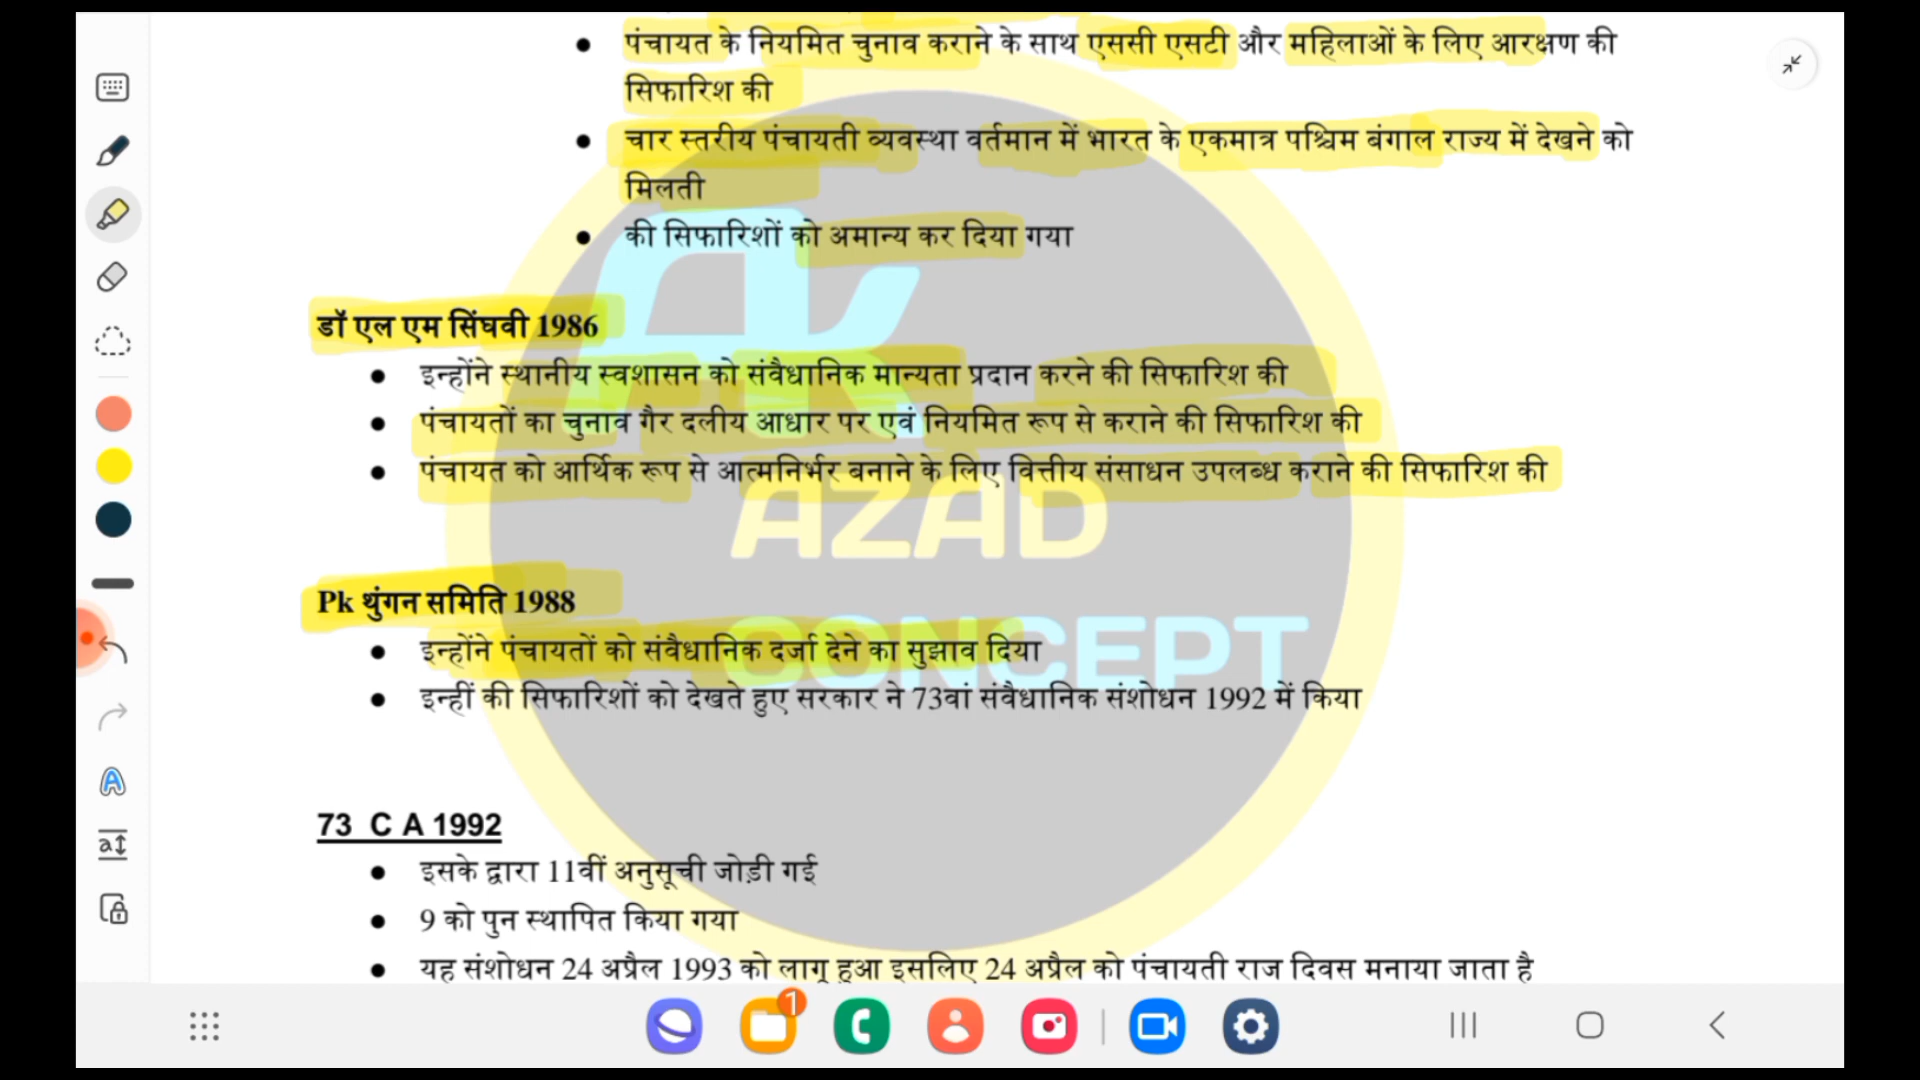 पंचायत के नियमित चुनाव कराने के साथ एससी एसटी और महिलाओं के लिए आरक्षण की
सिफारिश की
चार स्तरीय पंचायती व्यवस्था वर्तमान में भारत के एकमात्र पश्चिम बंगाल राज्य में देखने को
मिलती
की सिफारिशों को अमान्य कर दिया गया
डॉ एल एम सिंघवी 1986
इन्होंने स्थानीय स्वशासन को संवैधानिक मान्यता प्रदान करने की सिफारिश की
पंचायतों का चुनाव गैर दलीय आधार पर एवं नियमित रूप से कराने की सिफारिश की
पंचायत को आर्थिक रूप से आत्मनिर्भर बनाने के लिए वित्तीय संसाधन उपलब्ध कराने की सिफारिश की
AK
AZAD
CONCEPT
Pk थुंगन समिति 1988
इन्होंने पंचायतों को संवैधानिक दर्जा देने का सुझाव दिया
इन्हीं की सिफारिशों को देखते हुए सरकार ने 73वां संवैधानिक संशोधन 1992 में किया
73 C A 1992
इसके द्वारा 11वीं अनुसूची जोड़ी गई
9 को पुन स्थापित किया गया
यह संशोधन 24 अप्रैल 1993 को लागू हुआ इसलिए 24 अप्रैल को पंचायती राज दिवस मनाया जाता है
1